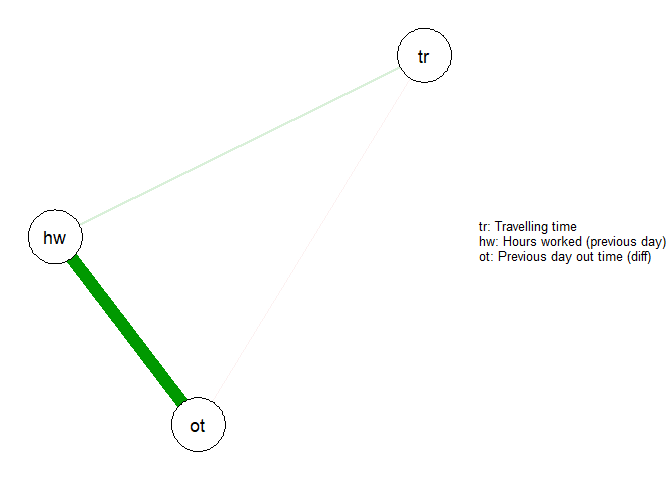 tr
hw
ot
tr: Travelling time
hw: Hours worked (previous day)
ot: Previous day out time (diff)